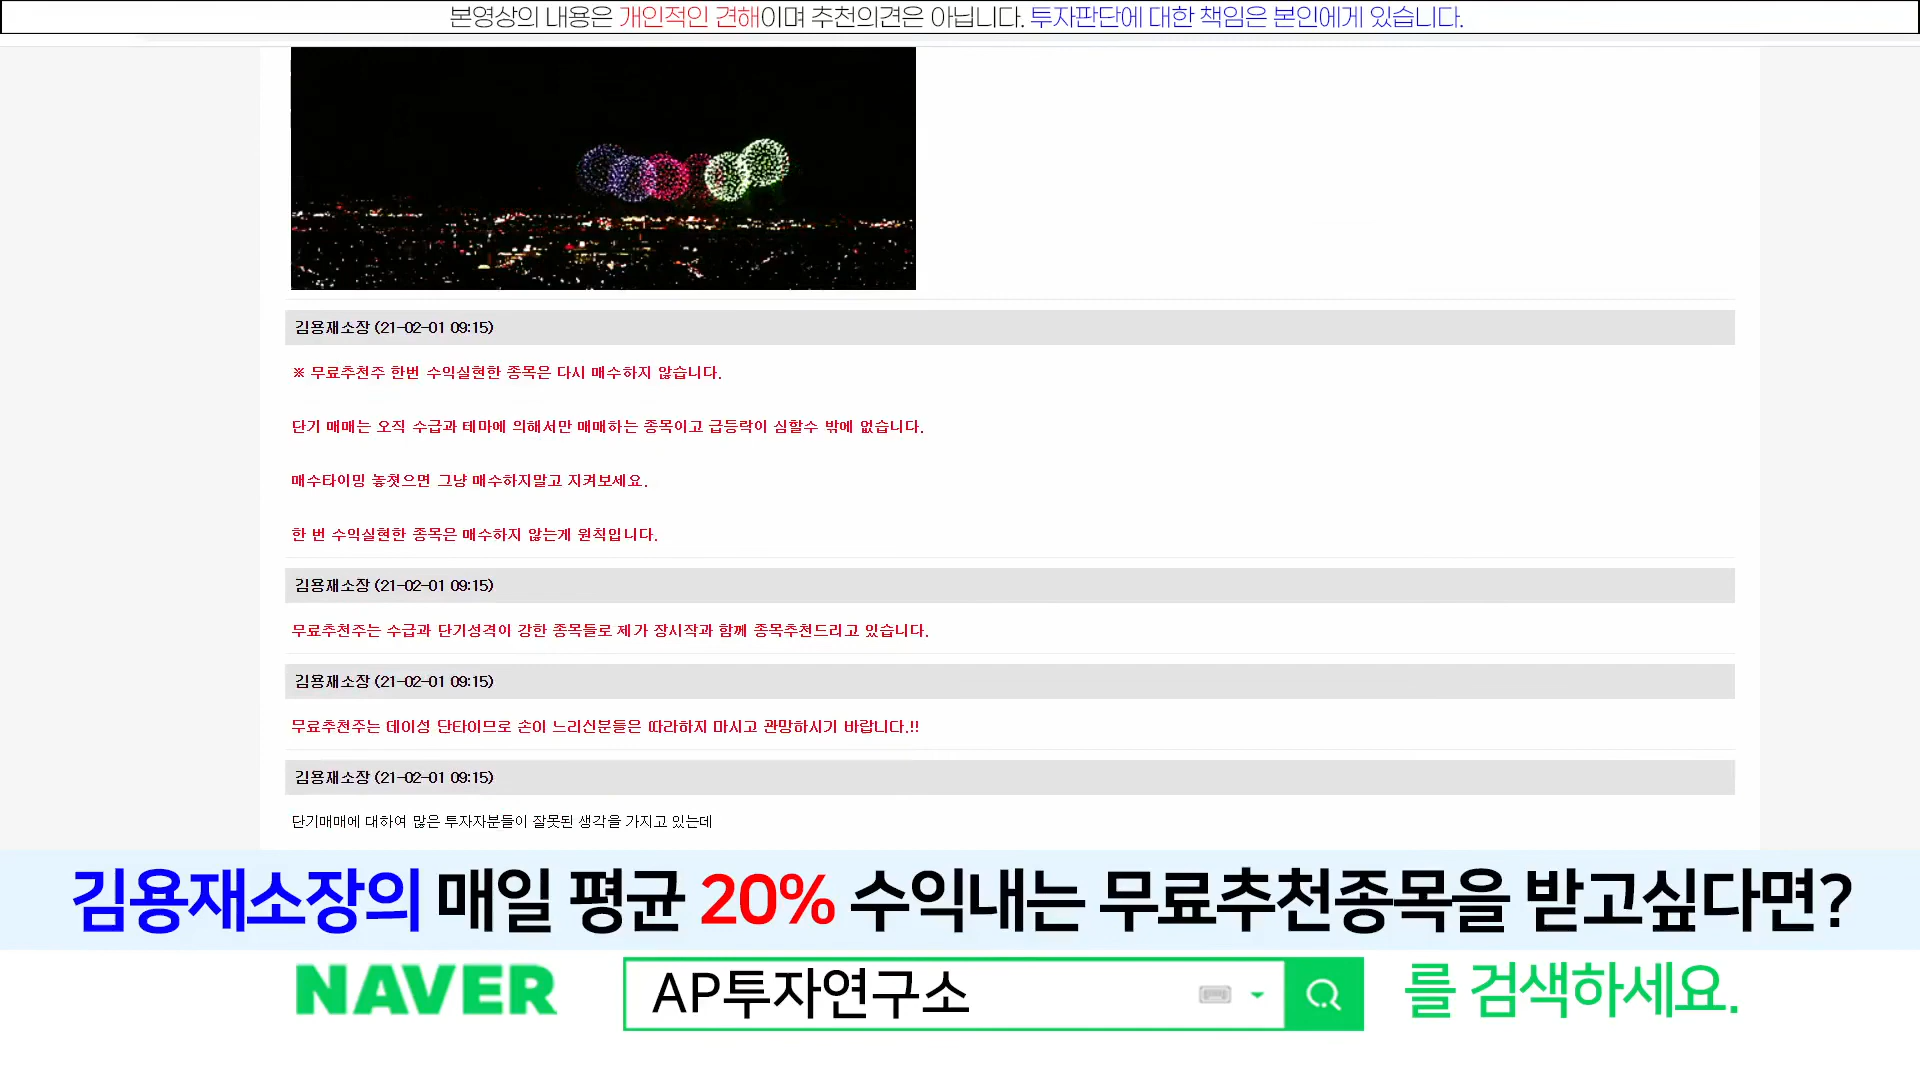 본영상의 내용은 개인적인 견해이며 추천의견은 아닙니다. 투자판단에 대한 책임은 본인에게 있습니다.
김용재소장 (21-02-01 09:15)
※ 무료추천주 한번 수익실현한 종목은 다시 매수하지 않습니다.
단기 매매는 오직 수급과 테마에 의해서만 매매하는 종목이고 급등락이 심할수 밖에 없습니다.
매수타이밍 놓쳣으면 그냥 매수하지말고 지켜보세요.
한 번 수익실현한 종목은 매수하지 않는게 원칙입니다.
김용재소장 (21-02-01 09:15)
무료추천주는 수급과 단기성격이 강한 종목들로 제가 장시작과 함께 종목추천드리고 있습니다.
김용재소장 (21-02-01 09:15)
무료추천주는 데이성 단타이므로 손이 느리신분들은 따라하지 마시고 관망하시기 바랍니다.!!
김용재소장 (21-02-01 09:15)
단기매매에 대하여 많은 투자자분들이 잘못된 생각을 가지고 있는데
김용재소장의 매일 평균 20% 수익내는 무료추천종목을 받고싶다면?
NAVER AP투자연구소 를 검색하세요.